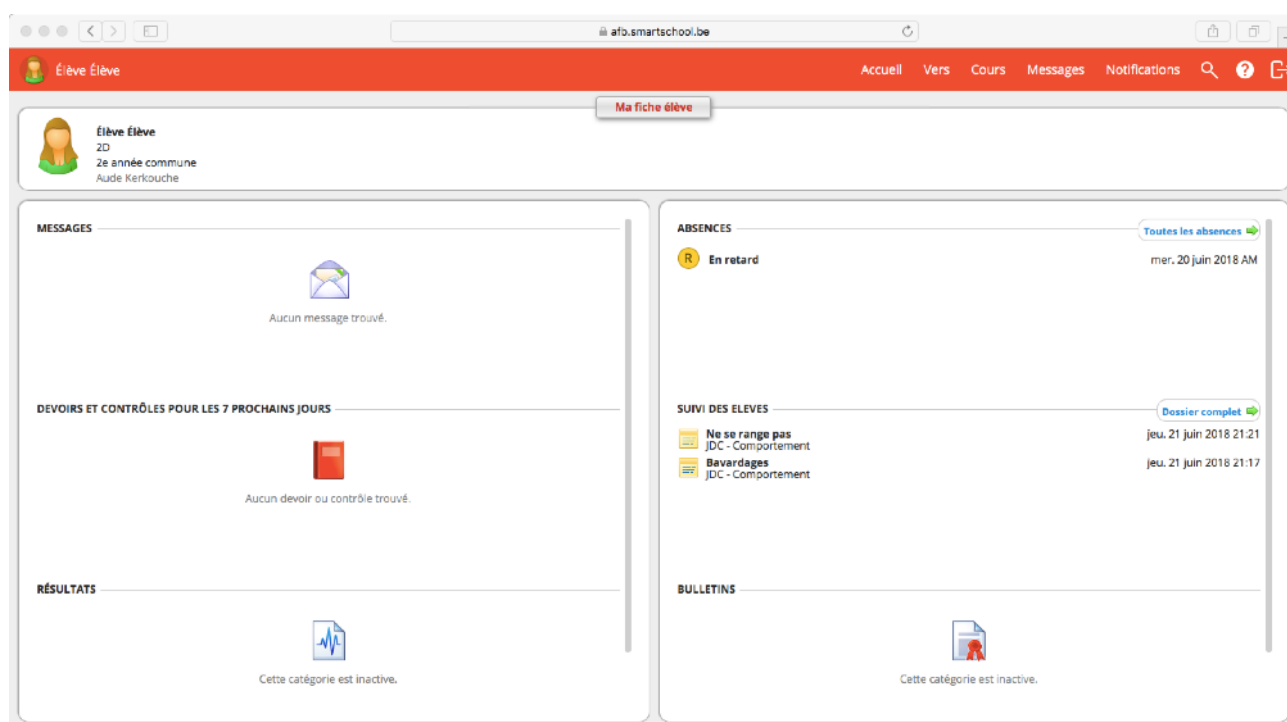 afb.smartschool.be
Élève Élève
Accueil Vers Cours Messages Notifications ?
Ma fiche élève
Élève Élève
2D
2e année commune
Aude Kerkouche
MESSAGES
Aucun message trouvé.
DEVOIRS ET CONTRÔLES POUR LES 7 PROCHAINS JOURS
Aucun devoir ou contrôle trouvé.
RÉSULTATS
Cette catégorie est inactive.
ABSENCES
Toutes les absences
R En retard mer. 20 juin 2018 AM
SUIVI DES ELEVES
Dossier complet
Ne se range pas jeu. 21 juin 2018 21:21
JDC - Comportement
Bavardages jeu. 21 juin 2018 21:17
JDC - Comportement
BULLETINS
Cette catégorie est inactive.